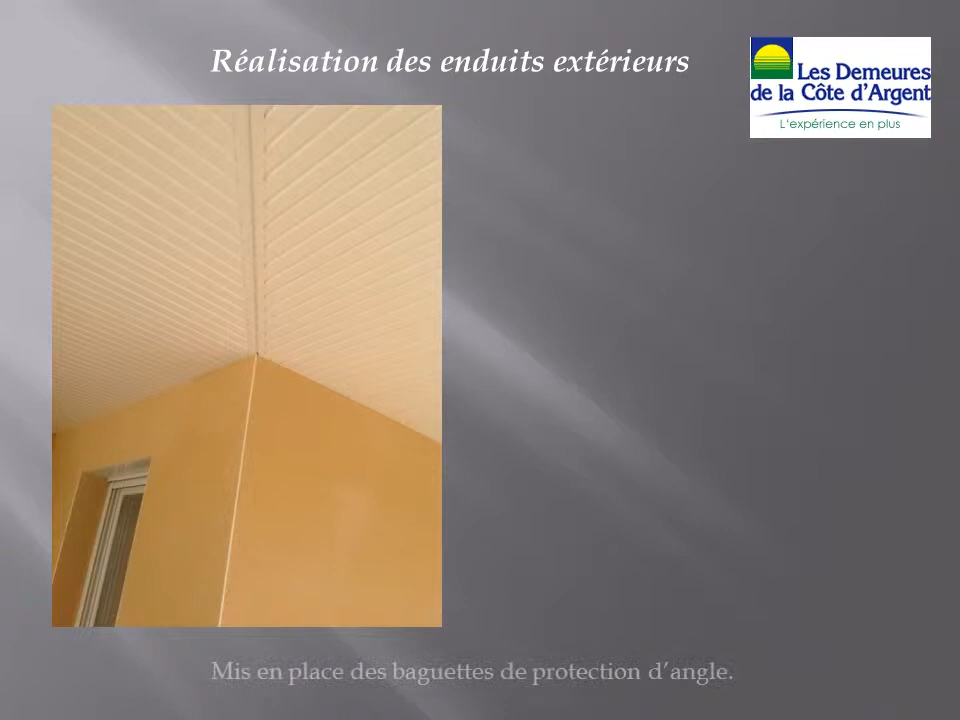 Réalisation des enduits extérieurs
Les Demeures
de la Côte d'Argent
L'expérience en plus
Mis en place des baguettes de protection d’angle.